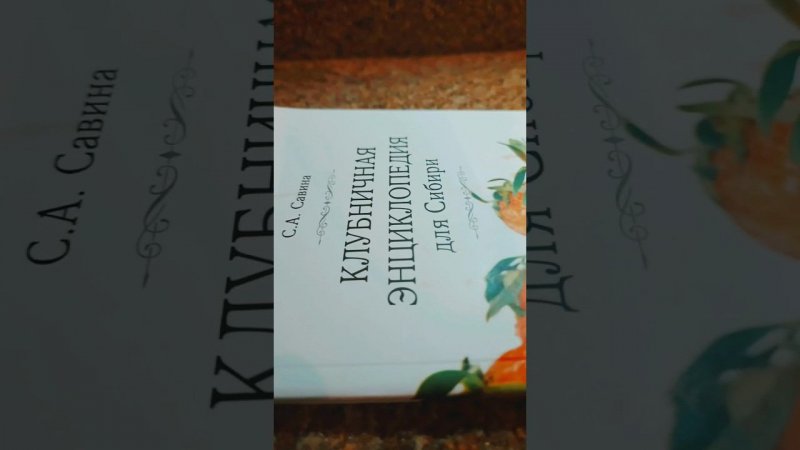 С.А. Савина
КЛУБНИЧНАЯ
ЭНЦИКЛОПЕДИЯ
для Сибири